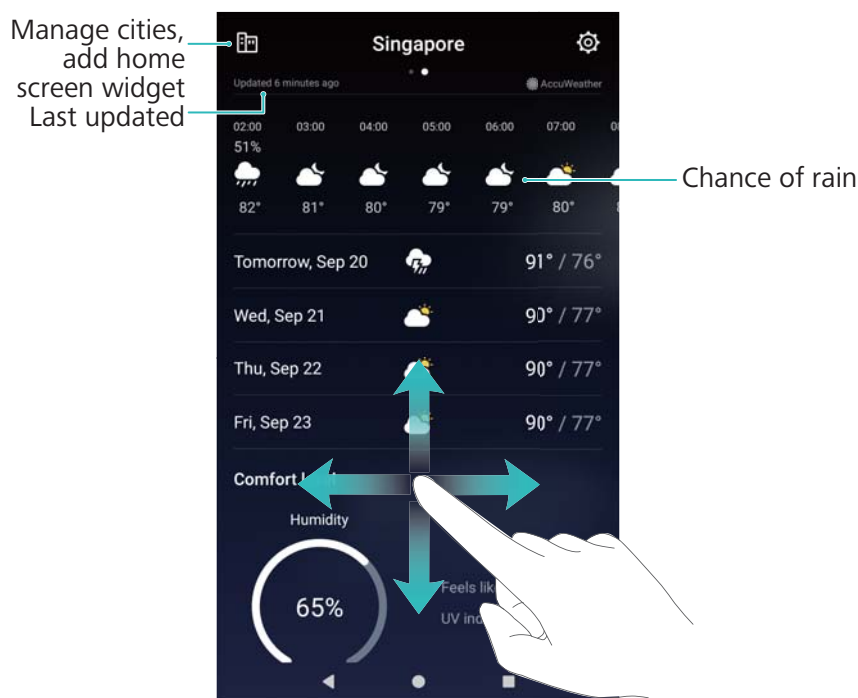 Manage cities,
add home
screen widget
Last updated
Singapore
Updated 6 minutes ago
AccuWeather
02:00 03:00 04:00 05:00 06:00 07:00
51%
82° 81° 80° 79° 79° 80°
Chance of rain
Tomorrow, Sep 20 91° / 76°
Wed, Sep 21 90° / 77°
Thu, Sep 22 90° / 77°
Fri, Sep 23 90° / 77°
Comfort
Humidity
65%
Feels
UV